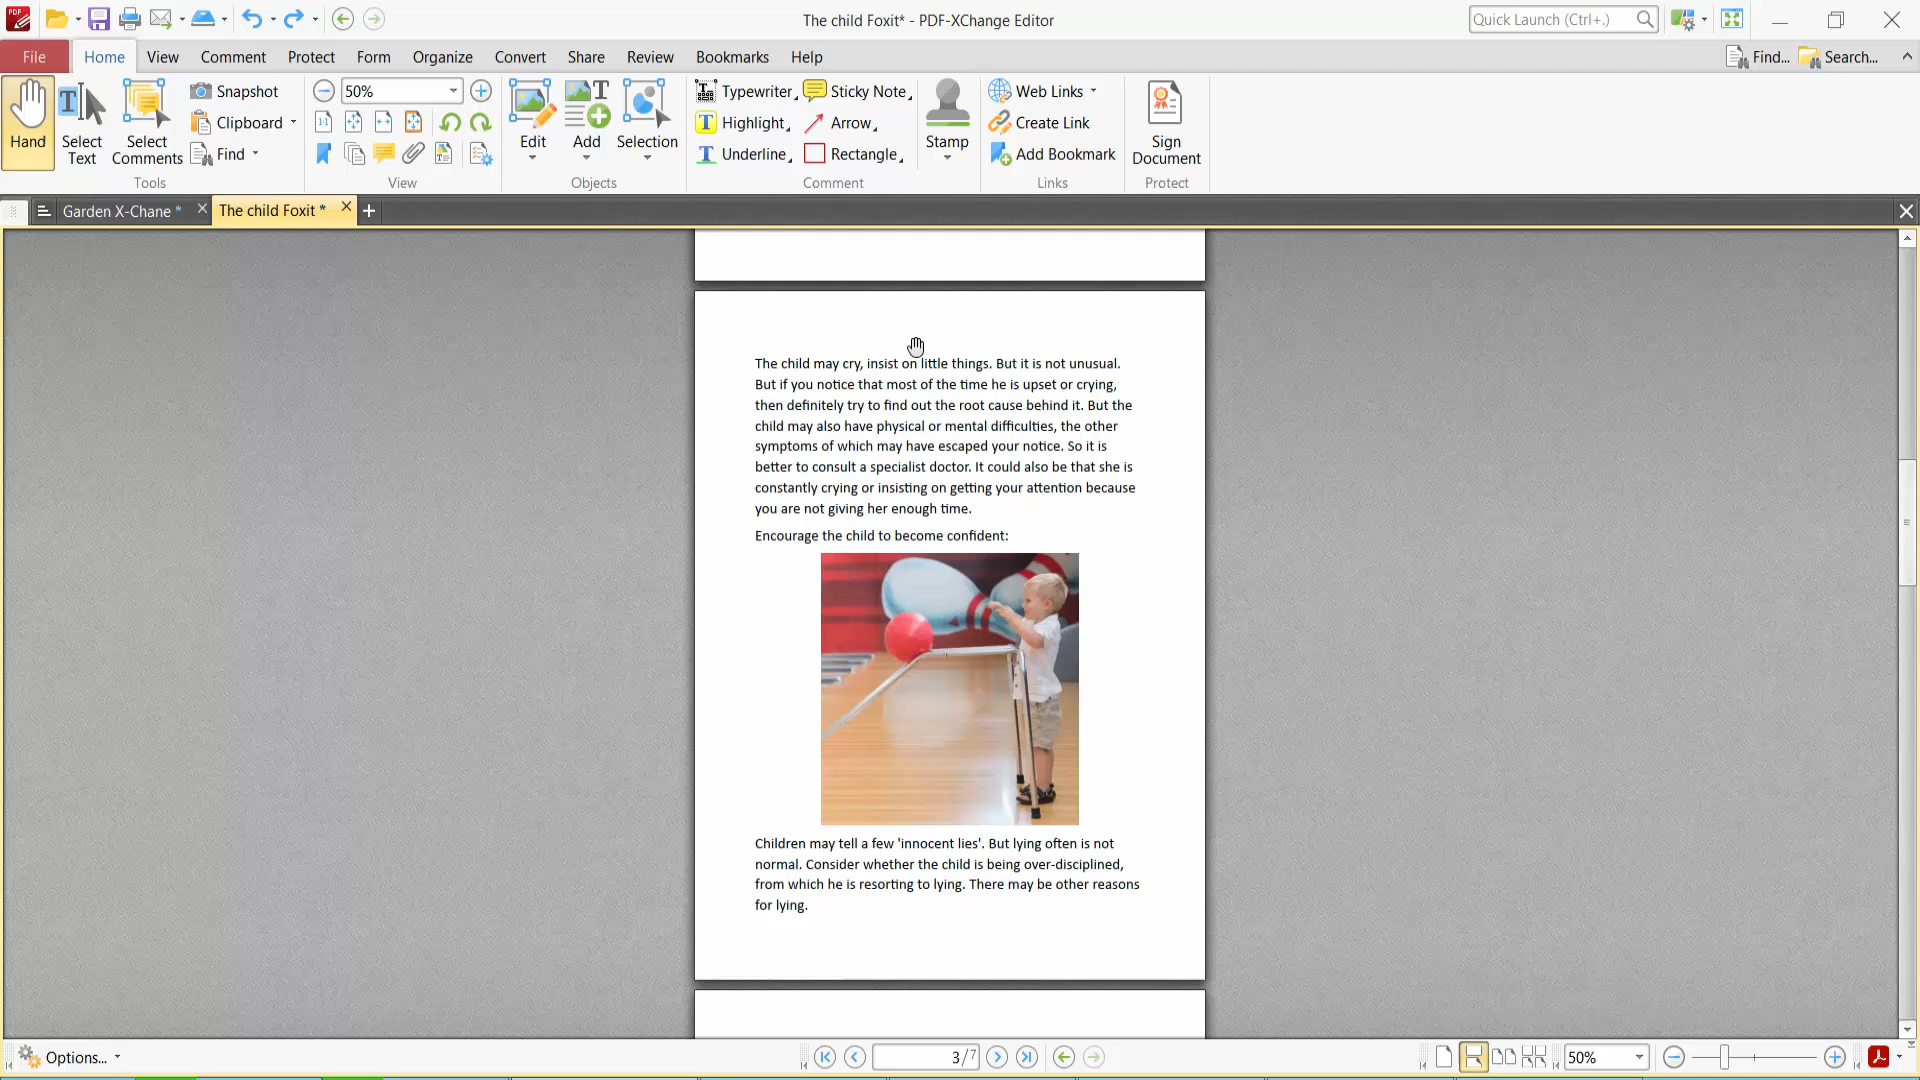 The child Foxit* - PDF-XChange Editor
Quick Launch (Ctrl+.)
File Home View Comment Protect Form Organize Convert Share Review Bookmarks Help
Find... Search...
Hand
Select Text
Select Comments
Snapshot
Clipboard
Find
Tools
50%
View
Edit
Add
Selection
Objects
Typewriter
Highlight
Underline
Sticky Note
Arrow
Rectangle
Stamp
Comment
Web Links
Create Link
Add Bookmark
Links
Sign Document
Protect
Garden X-Chane *
The child Foxit *
The child may cry, insist on little things. But it is not unusual.
But if you notice that most of the time he is upset or crying,
then definitely try to find out the root cause behind it. But the
child may also have physical or mental difficulties, the other
symptoms of which may have escaped your notice. So it is
better to consult a specialist doctor. It could also be that she is
constantly crying or insisting on getting your attention because
you are not giving her enough time.
Encourage the child to become confident:
Children may tell a few 'innocent lies'. But lying often is not
normal. Consider whether the child is being over-disciplined,
from which he is resorting to lying. There may be other reasons
for lying.
Options...
3 / 7
50%